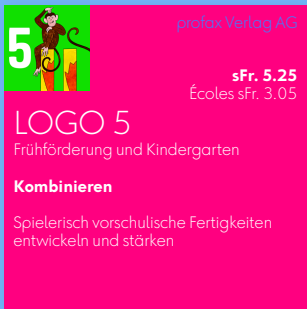 5
profax Verlag AG
sFr. 5.25
Écoles sFr. 3.05
LOGO 5
Frühförderung und Kindergarten
Kombinieren
Spielerisch vorschulische Fertigkeiten
entwickeln und stärken